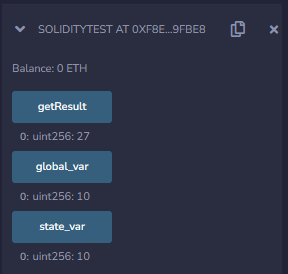 SOLIDITYTEST AT 0XF8E...9FBE8
Balance: 0 ETH
getResult
0: uint256: 27
global_var
0: uint256: 10
state_var
0: uint256: 10